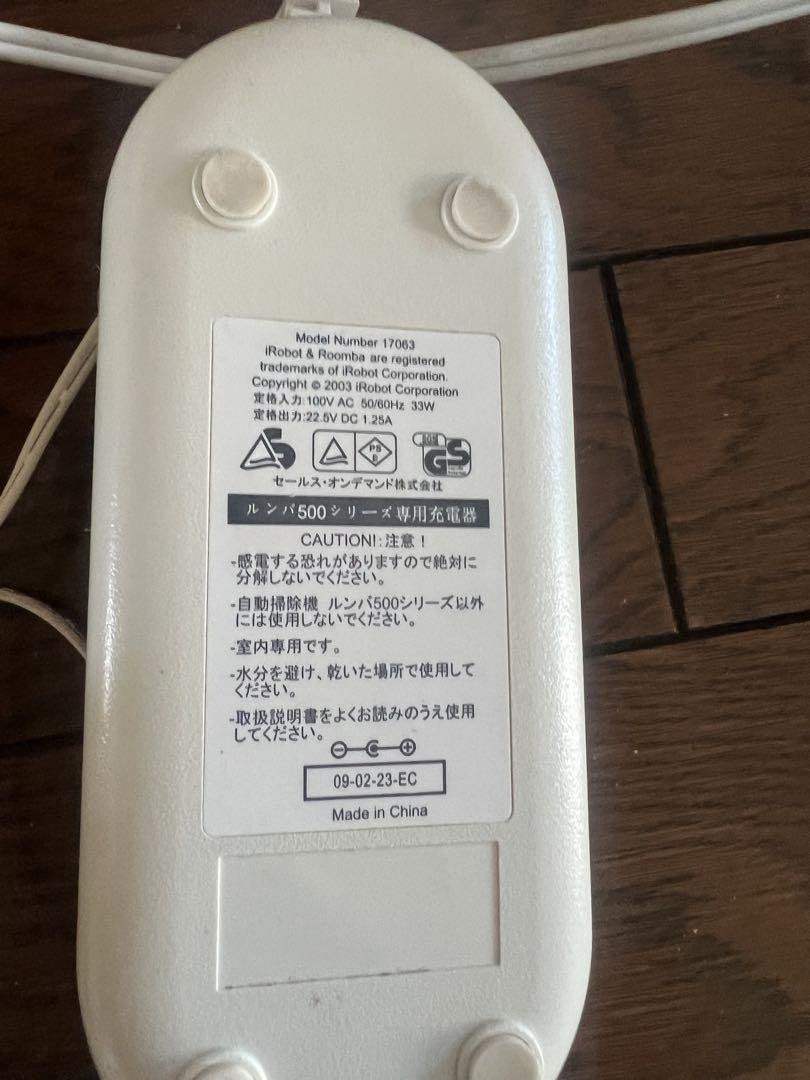 Model Number 17063
iRobot & Roomba are registered
trademarks of iRobot Corporation.
Copyright © 2003 iRobot Corporation
定格入力:100V AC 50/60Hz 33W
定格出力:22.5V DC 1.25A
PS
E
GS
セールス・オンデマンド株式会社
ルンバ500シリーズ専用充電器
CAUTION!:注意!
-感電する恐れがありますので絶対に
分解しないでください。
-自動掃除機 ルンバ500シリーズ以外
には使用しないでください。
-室内専用です。
-水分を避け、乾いた場所で使用して
ください。
-取扱説明書をよくお読みのうえ使用
してください。
09-02-23-EC
Made in China